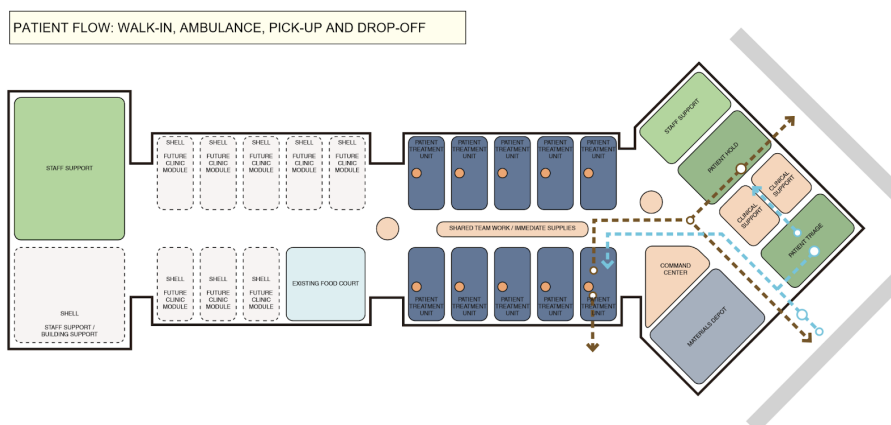 PATIENT FLOW: WALK-IN, AMBULANCE, PICK-UP AND DROP-OFF
STAFF SUPPORT
SHELL
FUTURE
CLINIC
MODULE
SHELL
FUTURE
CLINIC
MODULE
SHELL
FUTURE
CLINIC
MODULE
SHELL
FUTURE
CLINIC
MODULE
SHELL
FUTURE
CLINIC
MODULE
PATIENT
TREATMENT
UNIT
PATIENT
TREATMENT
UNIT
PATIENT
TREATMENT
UNIT
PATIENT
TREATMENT
UNIT
PATIENT
TREATMENT
UNIT
STAFF SUPPORT
PATIENT HOLD
CLINICAL
SUPPORT
CLINICAL
SUPPORT
PATIENT TRIAGE
SHARED TEAM WORK / IMMEDIATE SUPPLIES
SHELL
STAFF SUPPORT /
BUILDING SUPPORT
SHELL
FUTURE
CLINIC
MODULE
SHELL
FUTURE
CLINIC
MODULE
SHELL
FUTURE
CLINIC
MODULE
EXISTING FOOD COURT
PATIENT
TREATMENT
UNIT
PATIENT
TREATMENT
UNIT
PATIENT
TREATMENT
UNIT
PATIENT
TREATMENT
UNIT
PATIENT
TREATMENT
UNIT
COMMAND
CENTER
MATERIALS DEPOT